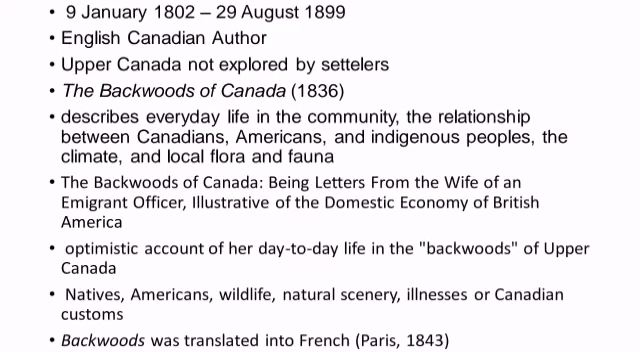 • 9 January 1802 – 29 August 1899
• English Canadian Author
• Upper Canada not explored by settelers
• The Backwoods of Canada (1836)
• describes everyday life in the community, the relationship
between Canadians, Americans, and indigenous peoples, the
climate, and local flora and fauna
• The Backwoods of Canada: Being Letters From the Wife of an
Emigrant Officer, Illustrative of the Domestic Economy of British
America
• optimistic account of her day-to-day life in the "backwoods" of Upper
Canada
• Natives, Americans, wildlife, natural scenery, illnesses or Canadian
customs
• Backwoods was translated into French (Paris, 1843)